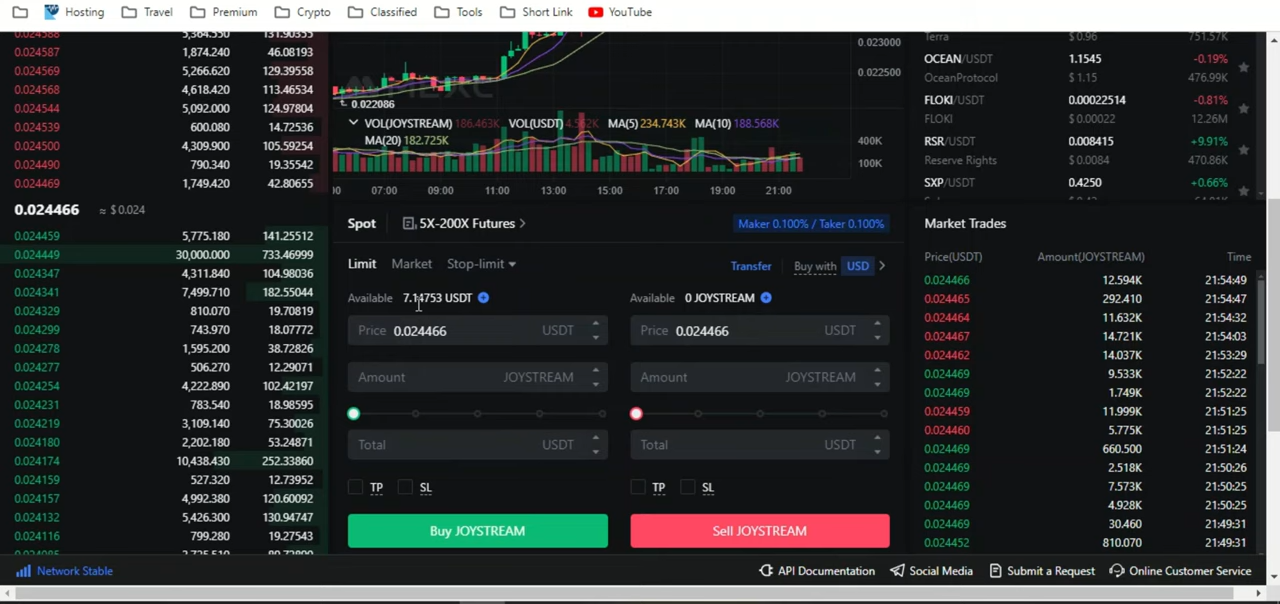 Hosting Travel Premium Crypto Classified Tools Short Link YouTube
0.024588 5,364.550 131.90355
0.024587 1,874.240 46.08193
0.024569 5,266.620 129.39558
0.024568 4,618.420 113.46534
0.024544 5,092.000 124.97804
0.024539 600.080 14.72536
0.024500 4,309.900 105.59254
0.024490 790.340 19.35542
0.024469 1,749.420 42.80655
0.024466 ≈ $ 0.024
0.024459 5,775.180 141.25512
0.024449 30,000.000 733.46999
0.024347 4,311.840 104.98036
0.024341 7,499.710 182.55044
0.024329 810.070 19.70819
0.024299 743.970 18.07772
0.024278 1,595.200 38.72826
0.024277 506.270 12.29071
0.024254 4,222.890 102.42197
0.024231 783.540 18.98595
0.024219 3,109.140 75.30026
0.024180 2,202.180 53.24871
0.024174 10,438.430 252.33860
0.024159 527.320 12.73952
0.024157 4,992.380 120.60092
0.024132 5,426.300 130.94747
0.024116 799.280 19.27543
0.023000
0.022500
0.022086
VOL(JOYSTREAM) 186.463K VOL(USDT) 4.562K MA(5) 234.743K MA(10) 188.568K
MA(20) 182.725K
400K
100K
07:00 09:00 11:00 13:00 15:00 17:00 19:00 21:00
Spot 5X-200X Futures > Maker 0.100% / Taker 0.100%
Limit Market Stop-limit Transfer Buy with USD >
Available 7.14753 USDT
Price 0.024466 USDT
Amount JOYSTREAM
Total USDT
TP SL
Buy JOYSTREAM
Available 0 JOYSTREAM
Price 0.024466 USDT
Amount JOYSTREAM
Total USDT
TP SL
Sell JOYSTREAM
Terra $ 0.96 751.57K
OCEAN/USDT 1.1545 -0.19%
OceanProtocol $ 1.15 476.99K
FLOKI/USDT 0.00022514 -0.81%
FLOKI $ 0.00022 12.26M
RSR/USDT 0.008415 +9.91%
Reserve Rights $ 0.0084 470.86K
SXP/USDT 0.4250 +0.66%
Market Trades
Price(USDT) Amount(JOYSTREAM) Time
0.024466 12.594K 21:54:49
0.024465 292.410 21:54:47
0.024464 11.632K 21:54:32
0.024467 14.721K 21:54:03
0.024462 14.037K 21:53:29
0.024469 9.533K 21:52:22
0.024469 1.749K 21:52:22
0.024459 11.999K 21:51:25
0.024460 5.775K 21:51:25
0.024469 660.500 21:51:24
0.024469 2.518K 21:50:26
0.024469 7.573K 21:50:25
0.024469 4.928K 21:50:25
0.024469 30.460 21:49:31
0.024452 810.070 21:49:31
Network Stable API Documentation Social Media Submit a Request Online Customer Service